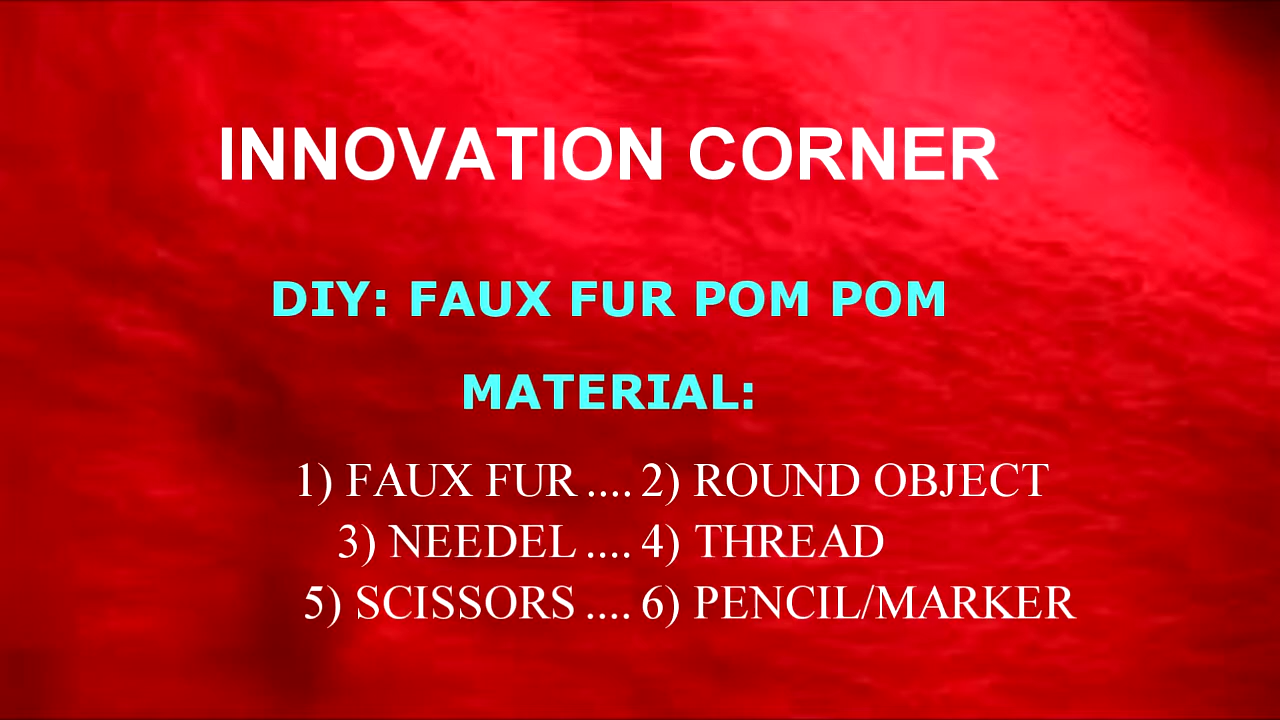 INNOVATION CORNER
DIY: FAUX FUR POM POM
MATERIAL:
1) FAUX FUR .... 2) ROUND OBJECT
3) NEEDEL .... 4) THREAD
5) SCISSORS .... 6) PENCIL/MARKER